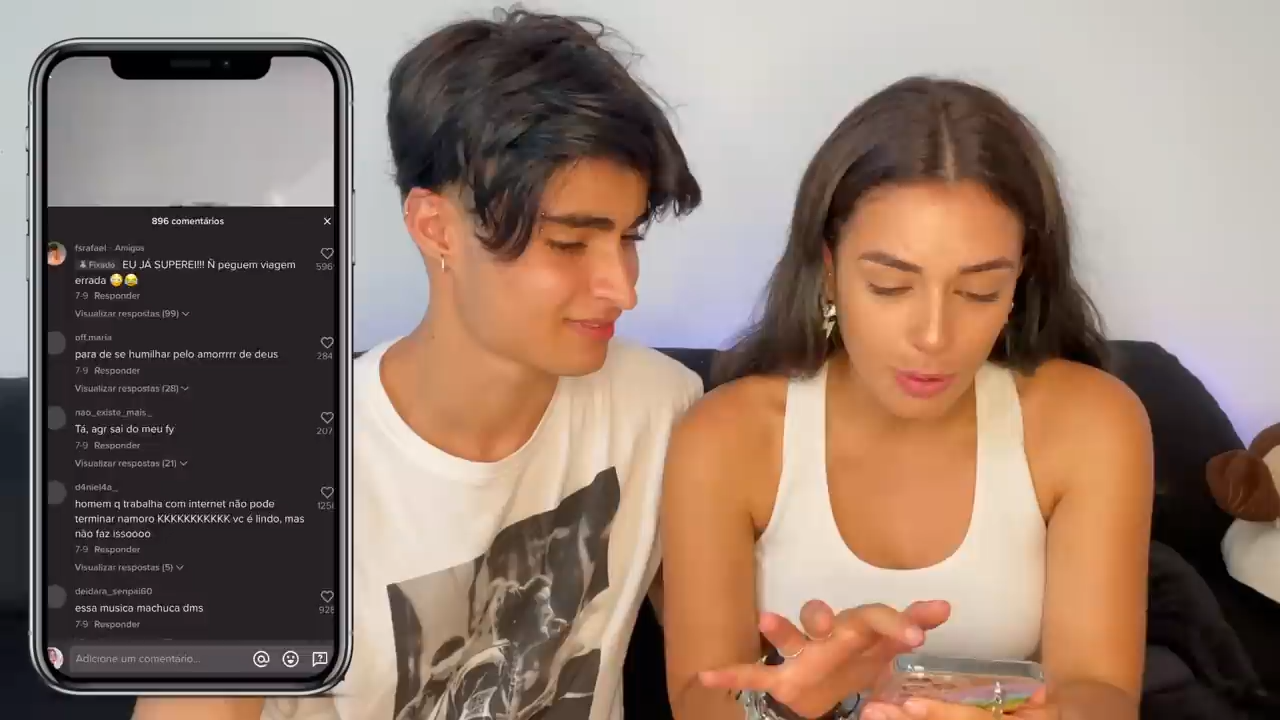 896 comentários
fsrafael · Amigos
Fixado EU JÁ SUPEREI!!! Ñ peguem viagem
errada 😳😂
596
7-9 Responder
Visualizar respostas (99)
off.maria
para de se humilhar pelo amorrrrr de deus
284
7-9 Responder
Visualizar respostas (28)
nao_existe_mais_
Tá, agr sai do meu fy
207
7-9 Responder
Visualizar respostas (21)
d4niel4a_
homem q trabalha com internet não pode
1251
terminar namoro KKKKKKKKKKK vc é lindo, mas
não faz issoooo
7-9 Responder
Visualizar respostas (5)
deidara_senpai60
essa musica machuca dms
928
7-9 Responder
Adicione um comentário...